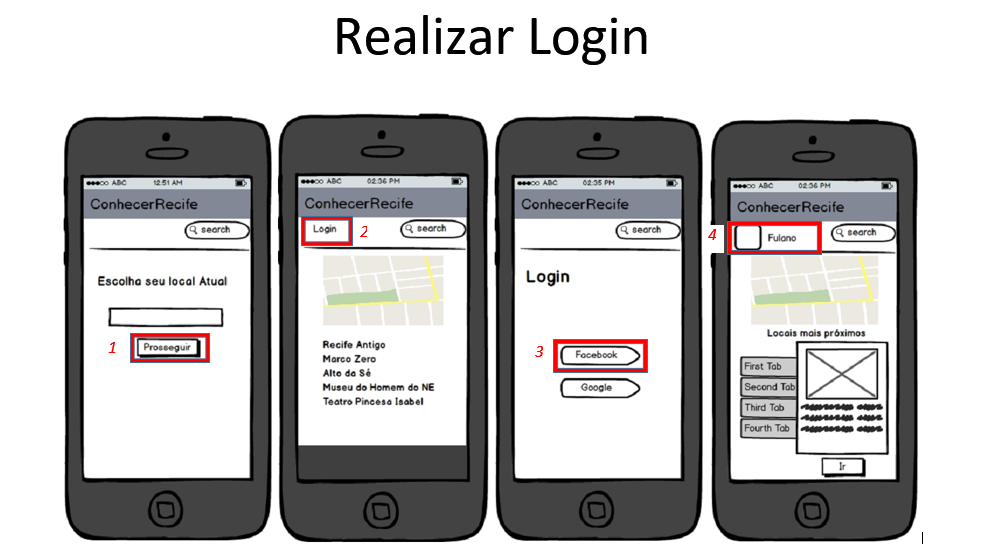 Realizar Login
ABC 12:51 AM
ConhecerRecife
search
Escolha seu local Atual
1 Prosseguir
ABC 02:36 PM
ConhecerRecife
Login 2 search
Recife Antigo
Marco Zero
Alto da Sé
Museu do Homem do NE
Teatro Pincesa Isabel
ABC 02:35 PM
ConhecerRecife
search
Login
3 Facebook
Google
ABC 02:36 PM
ConhecerRecife
4 Fulano search
Locais mais próximos
First Tab
Second Tab
Third Tab
Fourth Tab
Ir